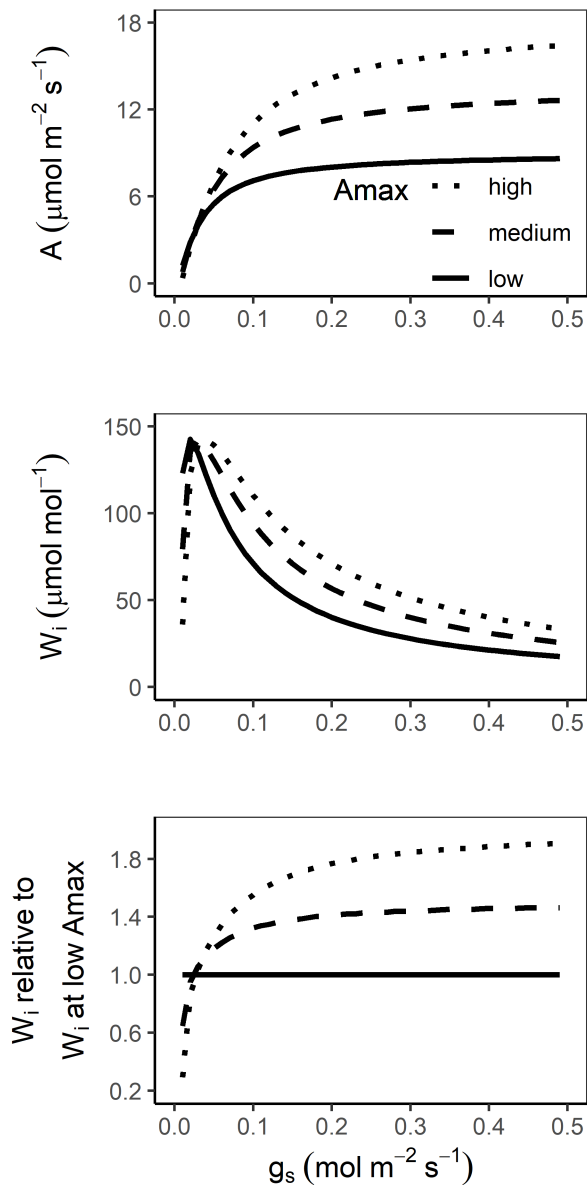 18
12
6
0
A (μmol m⁻² s⁻¹)
Amax
high
medium
low
0.0 0.1 0.2 0.3 0.4 0.5
150
100
50
0
Wᵢ (μmol mol⁻¹)
0.0 0.1 0.2 0.3 0.4 0.5
1.8
1.4
1.0
0.6
0.2
Wᵢ relative to
Wᵢ at low Amax
0.0 0.1 0.2 0.3 0.4 0.5
gₛ (mol m⁻² s⁻¹)